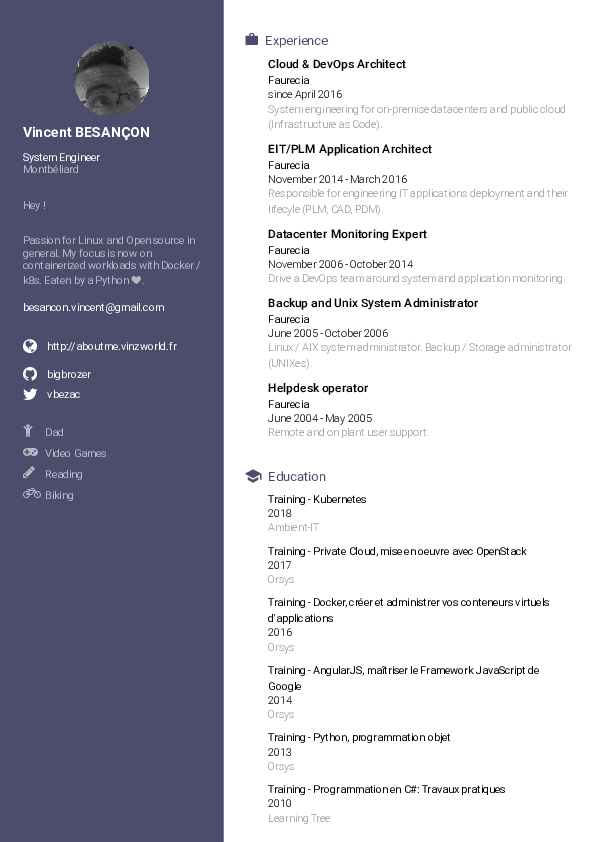 Vincent BESANÇON
System Engineer
Montbéliard
Hey !
Passion for Linux and Opensource in
general. My focus is now on
containerized workloads with Docker /
k8s. Eaten by a Python ♥.
besancon.vincent@gmail.com
http://aboutme.vinzworld.fr
bigbrozer
vbezac
Dad
Video Games
Reading
Biking
Experience
Cloud & DevOps Architect
Faurecia
since April 2016
System engineering for on-premise datacenters and public cloud
(Infrastructure as Code).
EIT/PLM Application Architect
Faurecia
November 2014 - March 2016
Responsible for engineering IT applications deployment and their
lifecyle (PLM, CAD, PDM).
Datacenter Monitoring Expert
Faurecia
November 2006 - October 2014
Drive a DevOps team around system and application monitoring.
Backup and Unix System Administrator
Faurecia
June 2005 - October 2006
Linux / AIX system administrator. Backup / Storage administrator
(UNIXes).
Helpdesk operator
Faurecia
June 2004 - May 2005
Remote and on plant user support.
Education
Training - Kubernetes
2018
Ambient-IT
Training - Private Cloud, mise en oeuvre avec OpenStack
2017
Orsys
Training - Docker, créer et administrer vos conteneurs virtuels
d'applications
2016
Orsys
Training - AngularJS, maîtriser le Framework JavaScript de
Google
2014
Orsys
Training - Python, programmation objet
2013
Orsys
Training - Programmation en C#: Travaux pratiques
2010
Learning Tree